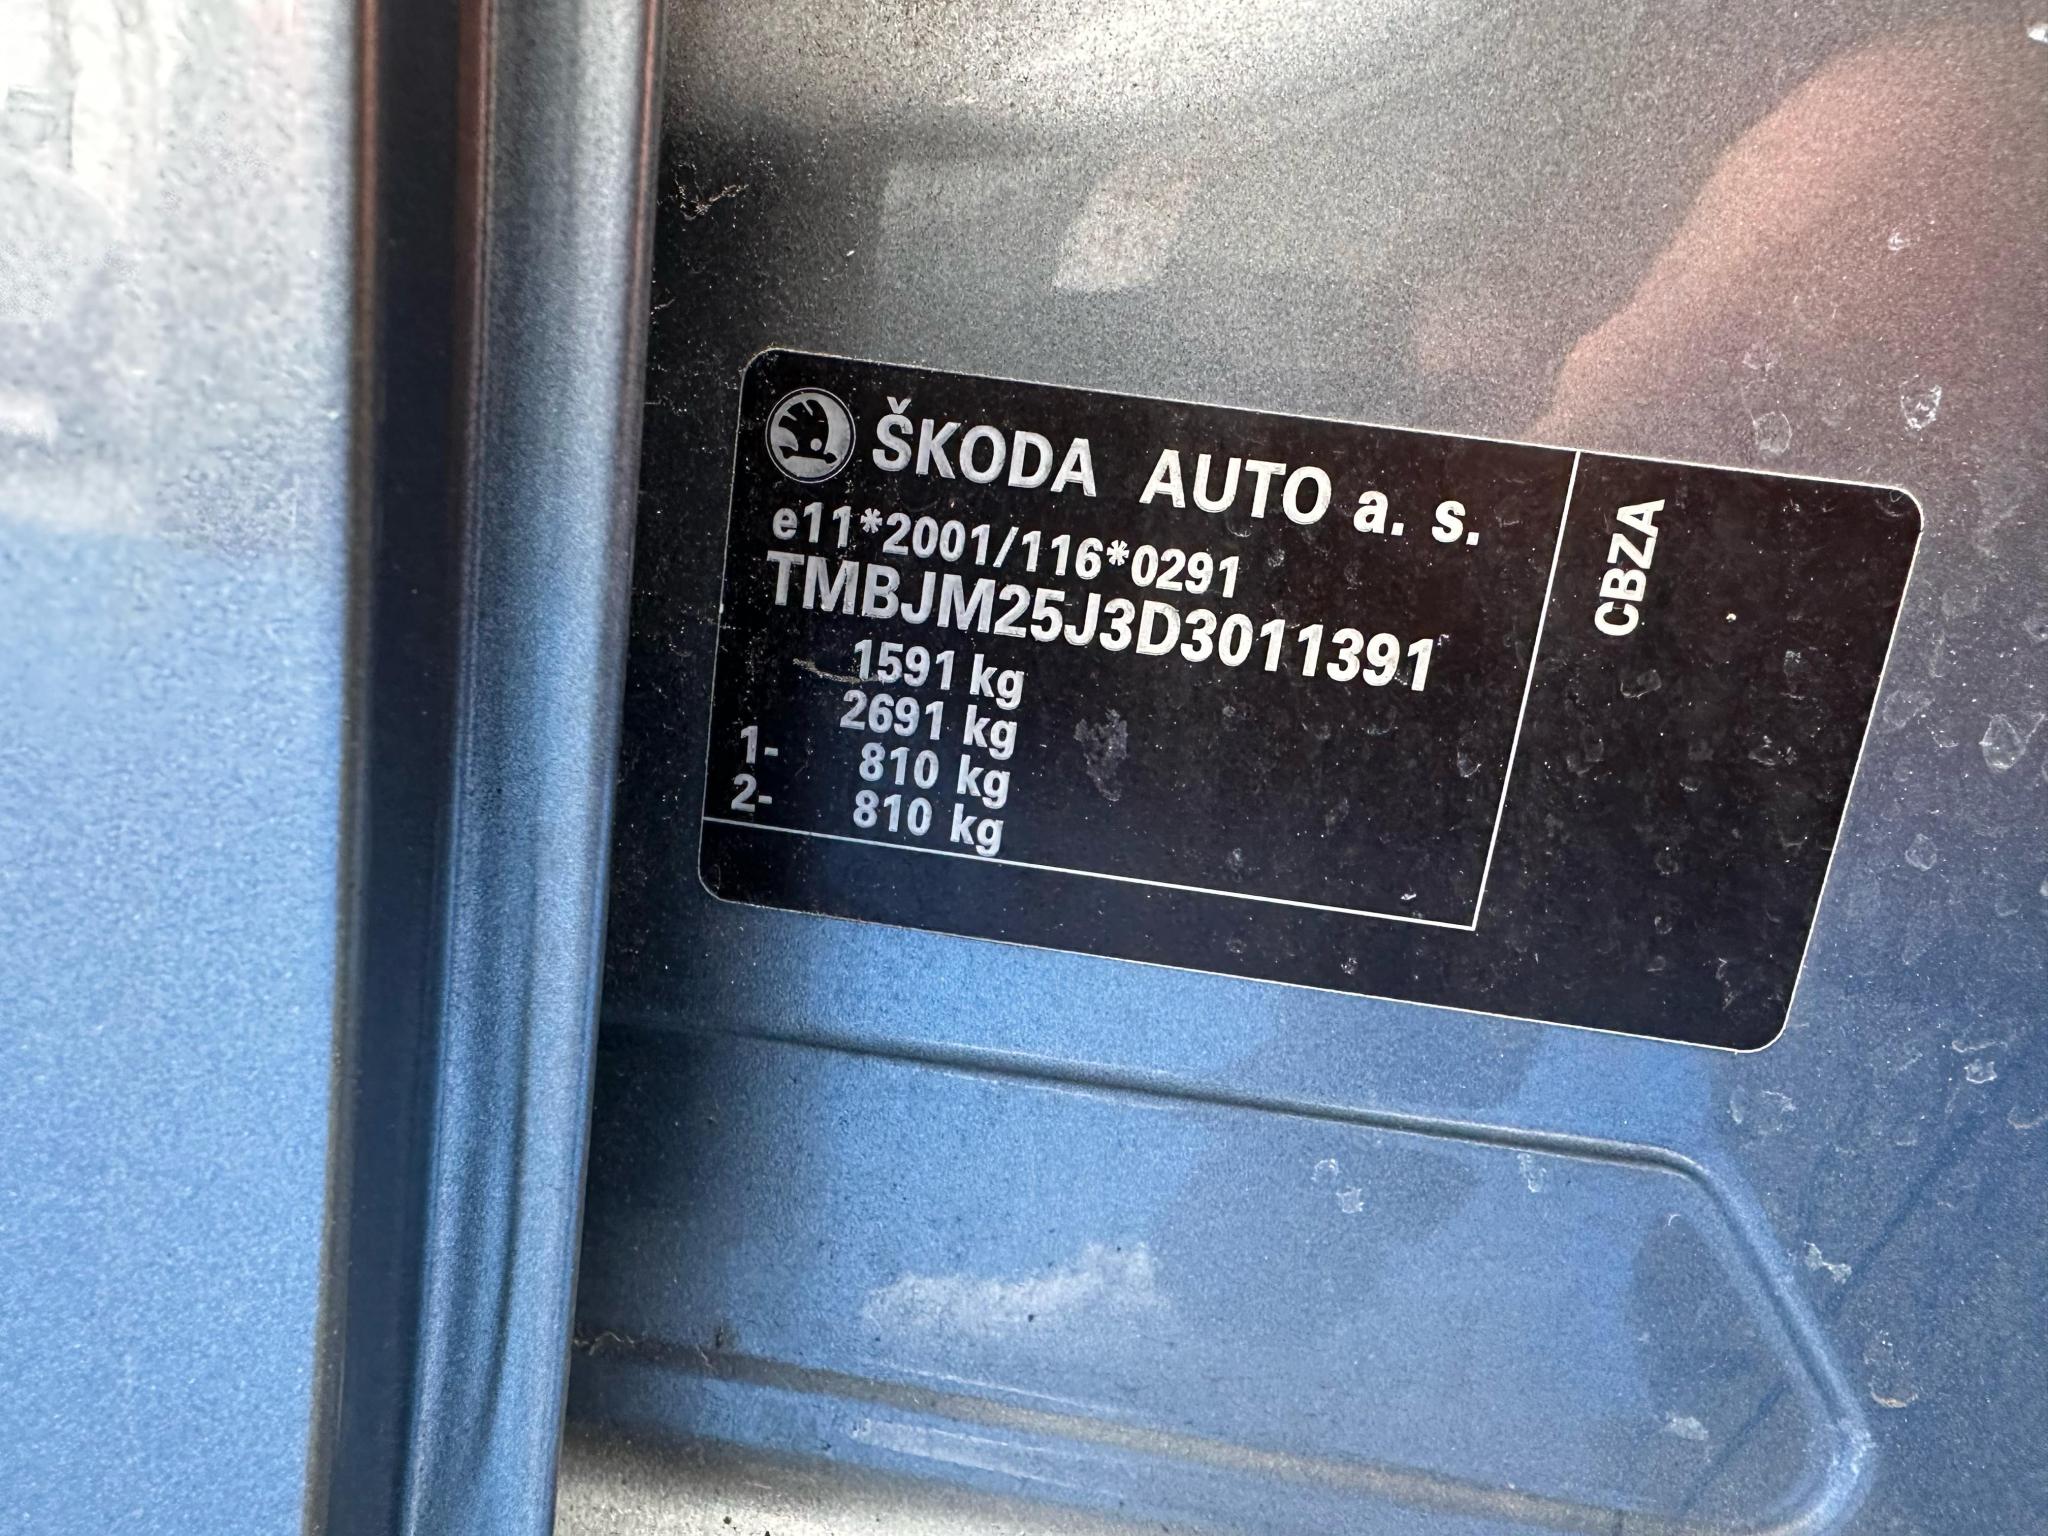 ŠKODA AUTO a. s.
e11*2001/116*0291
TMBJM25J3D3011391
1591 kg
2691 kg
1- 810 kg
2- 810 kg
CBZA